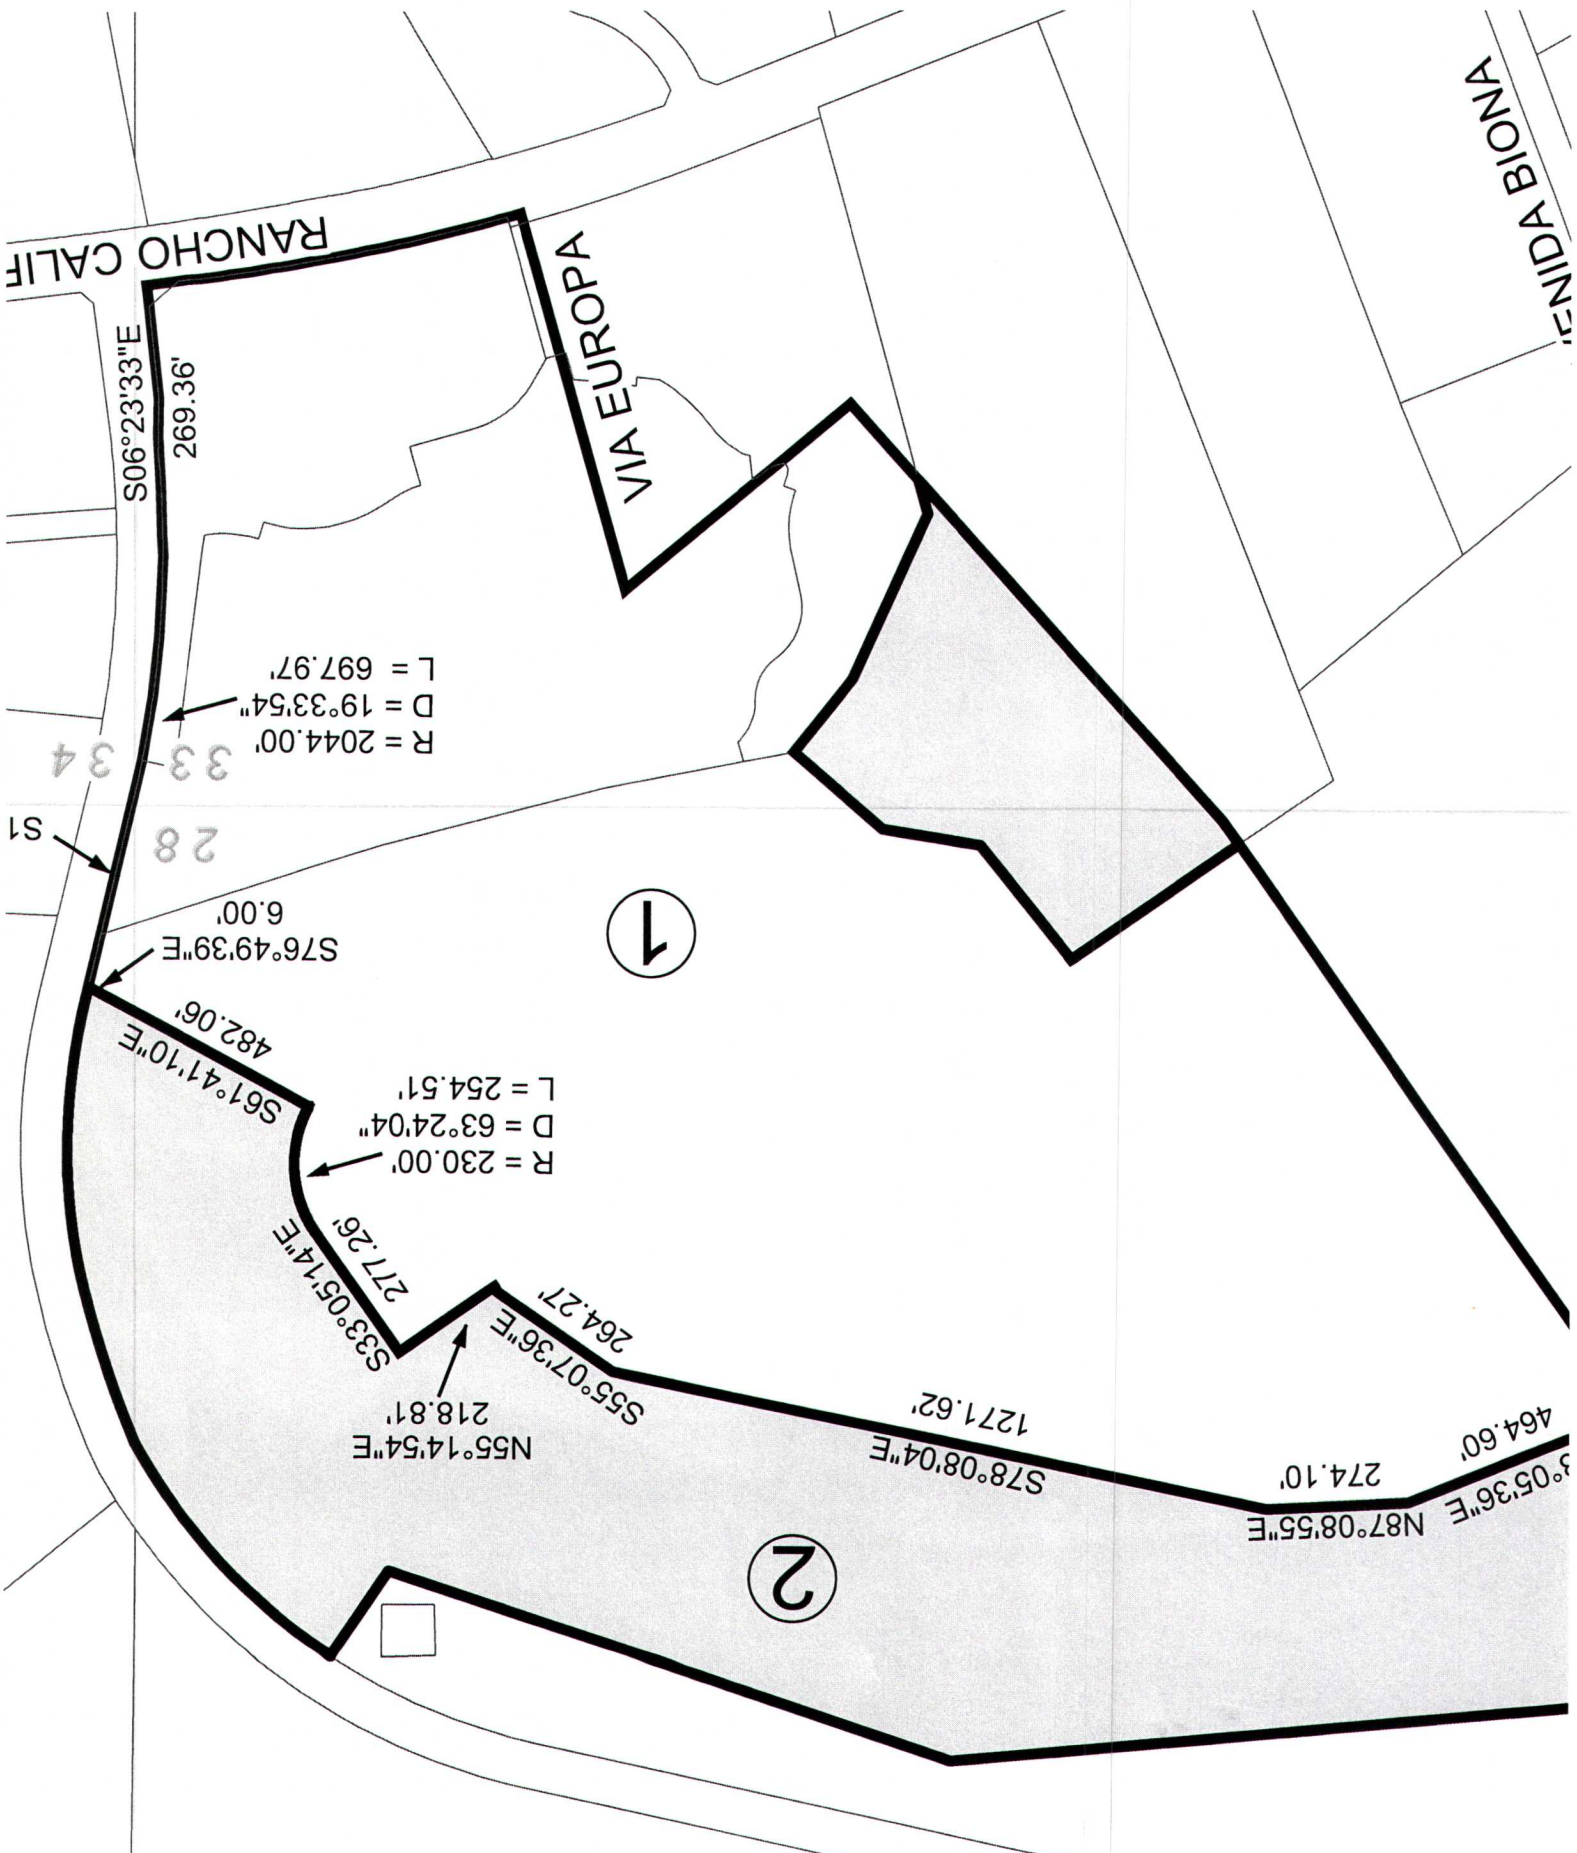 2
3°05'36"E
464.60'
N87°08'55"E
274.10'
S78°08'04"E
1271.62'
N55°14'54"E
218.81'
S55°07'36"E
264.27'
S33°05'14"E
277.26'
R = 230.00'
D = 63°24'04"
L = 254.51'
S61°41'10"E
482.06'
1
S76°49'39"E
6.00'
28
S1
33
34
R = 2044.00'
D = 19°33'54"
L = 697.97'
S06°23'33"E
269.36'
VIA EUROPA
RANCHO CALIF
ENIDA BIONA